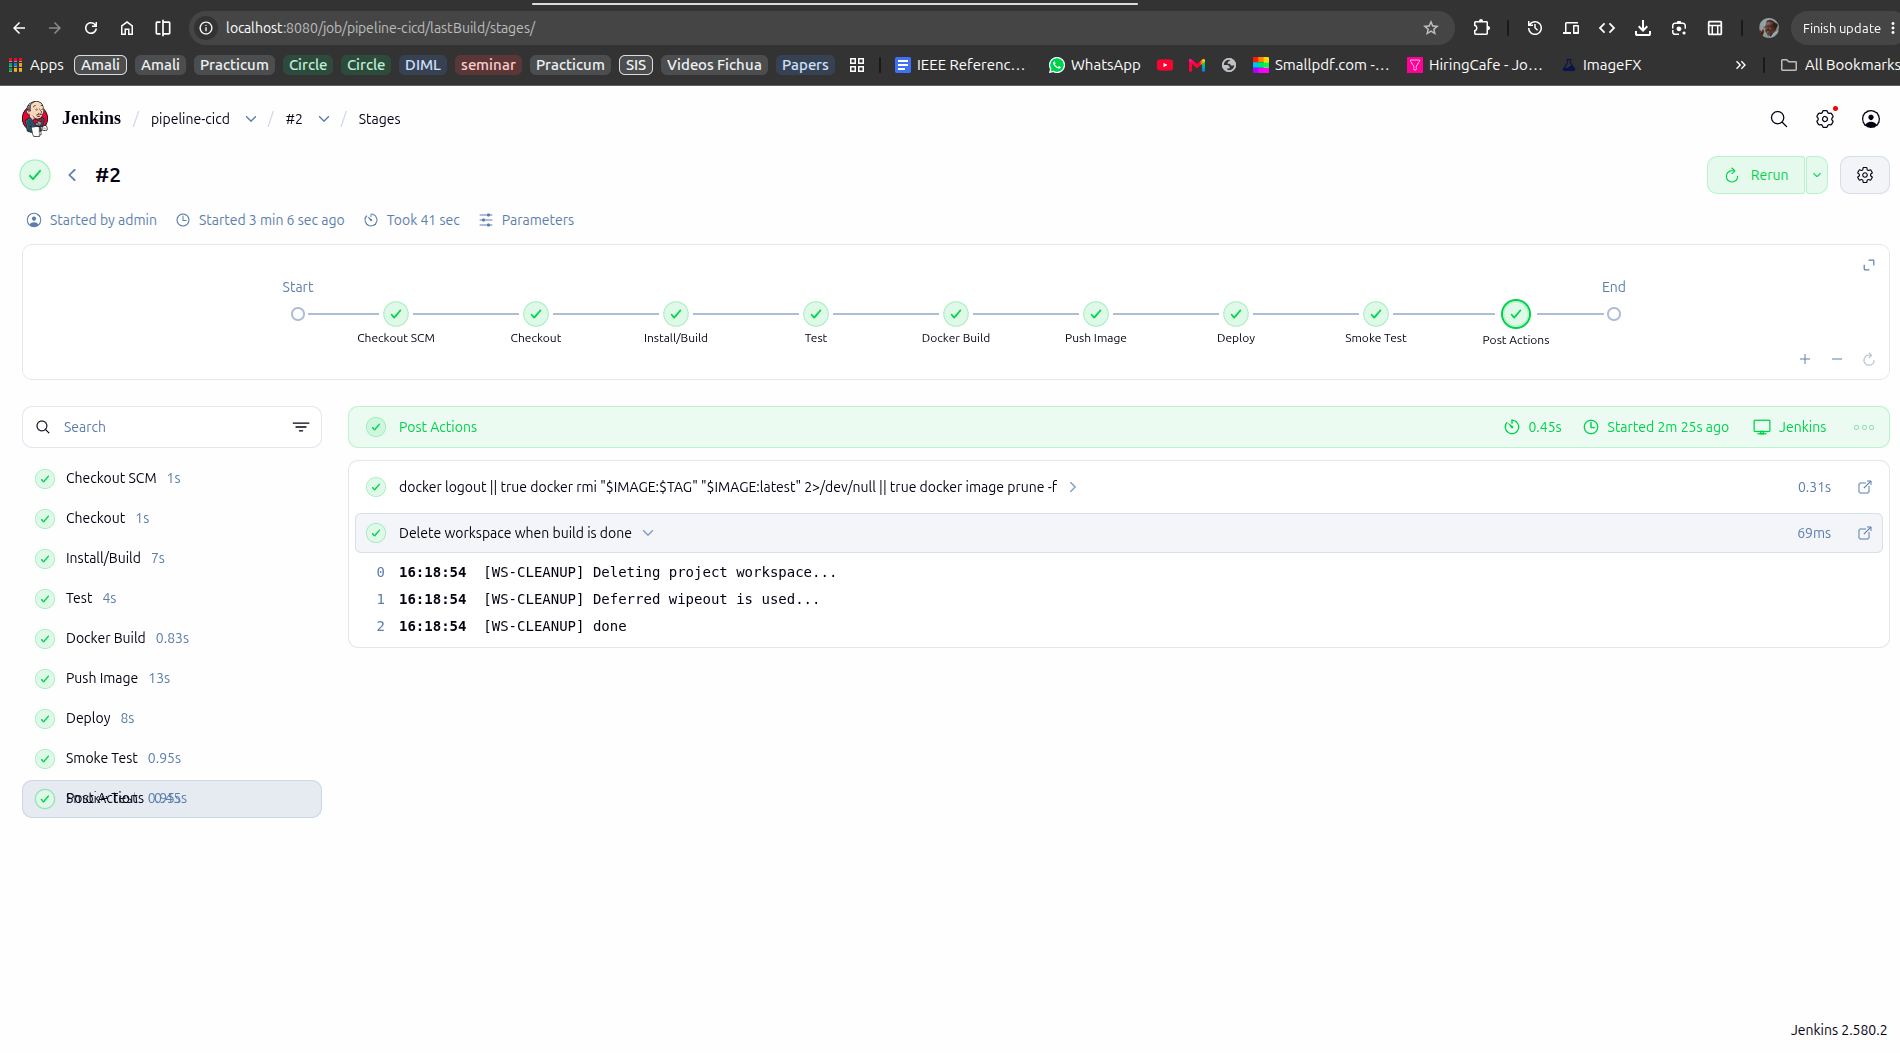 localhost:8080/job/pipeline-cicd/lastBuild/stages/
Finish update
Apps Amali Amali Practicum Circle Circle DIML seminar Practicum SIS Videos Fichua Papers IEEE Referenc... WhatsApp Smallpdf.com -... HiringCafe - Jo... ImageFX » All Bookmarks
Jenkins / pipeline-cicd / #2 / Stages
#2
Rerun
Started by admin Started 3 min 6 sec ago Took 41 sec Parameters
Start End
Checkout SCM Checkout Install/Build Test Docker Build Push Image Deploy Smoke Test Post Actions
Search
Checkout SCM 1s
Checkout 1s
Install/Build 7s
Test 4s
Docker Build 0.83s
Push Image 13s
Deploy 8s
Smoke Test 0.95s
Post Actions 0.45s
Post Actions 0.45s Started 2m 25s ago Jenkins
docker logout || true docker rmi "$IMAGE:$TAG" "$IMAGE:latest" 2>/dev/null || true docker image prune -f 0.31s
Delete workspace when build is done 69ms
0 16:18:54 [WS-CLEANUP] Deleting project workspace...
1 16:18:54 [WS-CLEANUP] Deferred wipeout is used...
2 16:18:54 [WS-CLEANUP] done
Jenkins 2.580.2